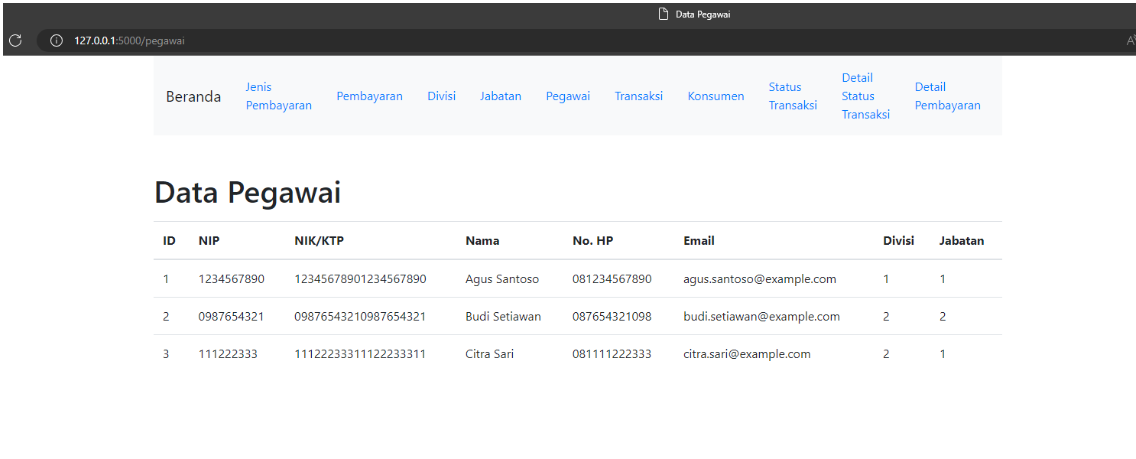 Data Pegawai
127.0.0.1:5000/pegawai
Beranda Jenis Pembayaran Pembayaran Divisi Jabatan Pegawai Transaksi Konsumen Status Transaksi Detail Status Transaksi Detail Pembayaran
Data Pegawai
ID NIP NIK/KTP Nama No. HP Email Divisi Jabatan
1 1234567890 12345678901234567890 Agus Santoso 081234567890 agus.santoso@example.com 1 1
2 0987654321 09876543210987654321 Budi Setiawan 087654321098 budi.setiawan@example.com 2 2
3 111222333 11122233311122233311 Citra Sari 081111222333 citra.sari@example.com 2 1